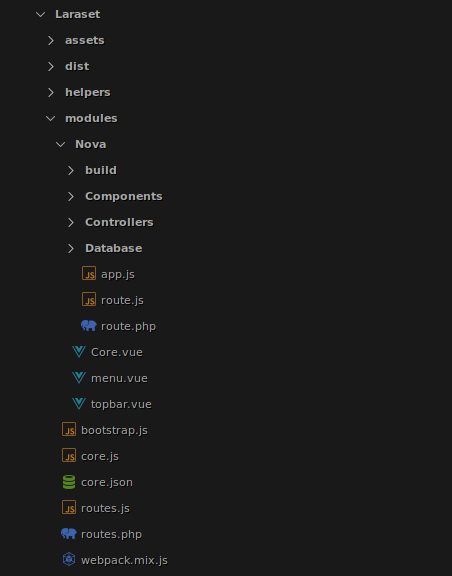 Laraset
assets
dist
helpers
modules
Nova
build
Components
Controllers
Database
JS app.js
JS route.js
route.php
Core.vue
menu.vue
topbar.vue
JS bootstrap.js
JS core.js
core.json
JS routes.js
routes.php
webpack.mix.js